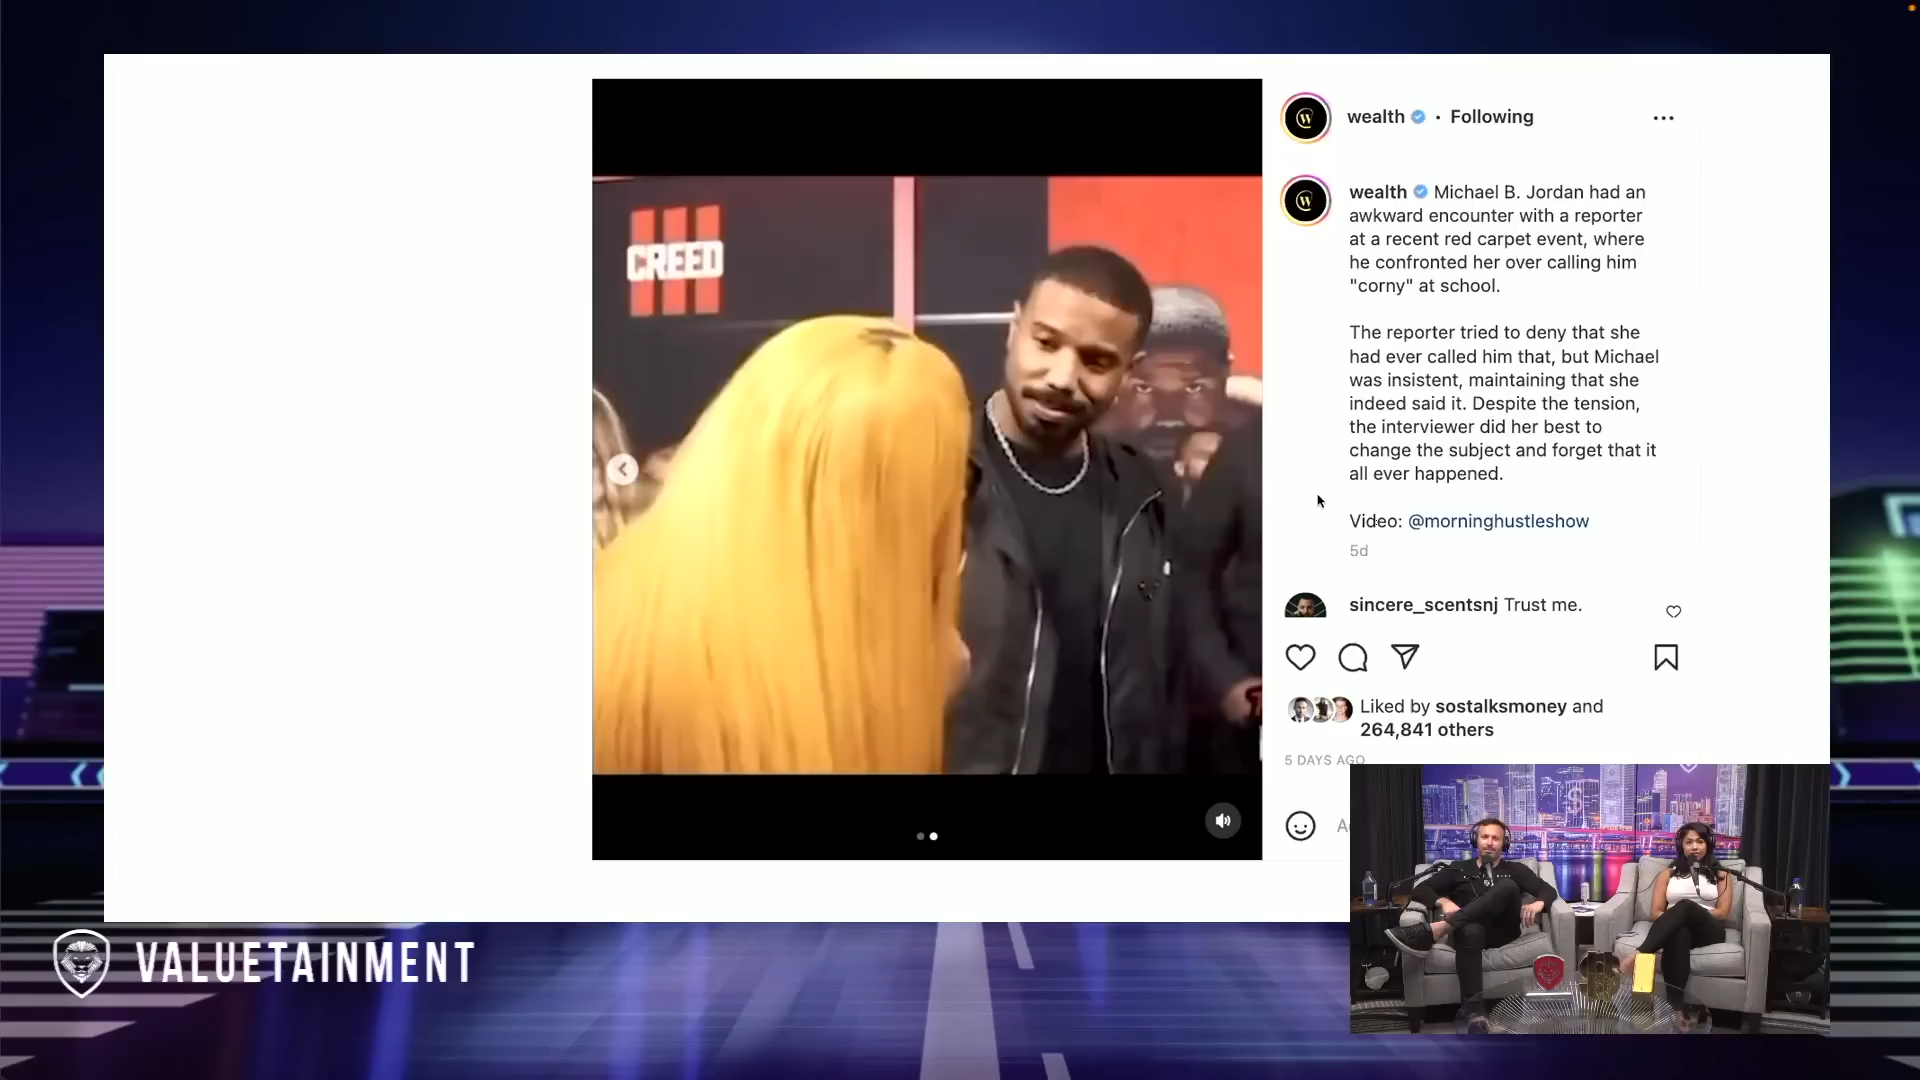 CREED
wealth • Following
wealth Michael B. Jordan had an
awkward encounter with a reporter
at a recent red carpet event, where
he confronted her over calling him
"corny" at school.
The reporter tried to deny that she
had ever called him that, but Michael
was insistent, maintaining that she
indeed said it. Despite the tension,
the interviewer did her best to
change the subject and forget that it
all ever happened.
Video: @morninghustleshow
5d
sincere_scentsnj Trust me.
Liked by sostalksmoney and
264,841 others
5 DAYS AGO
A
VALUETAINMENT